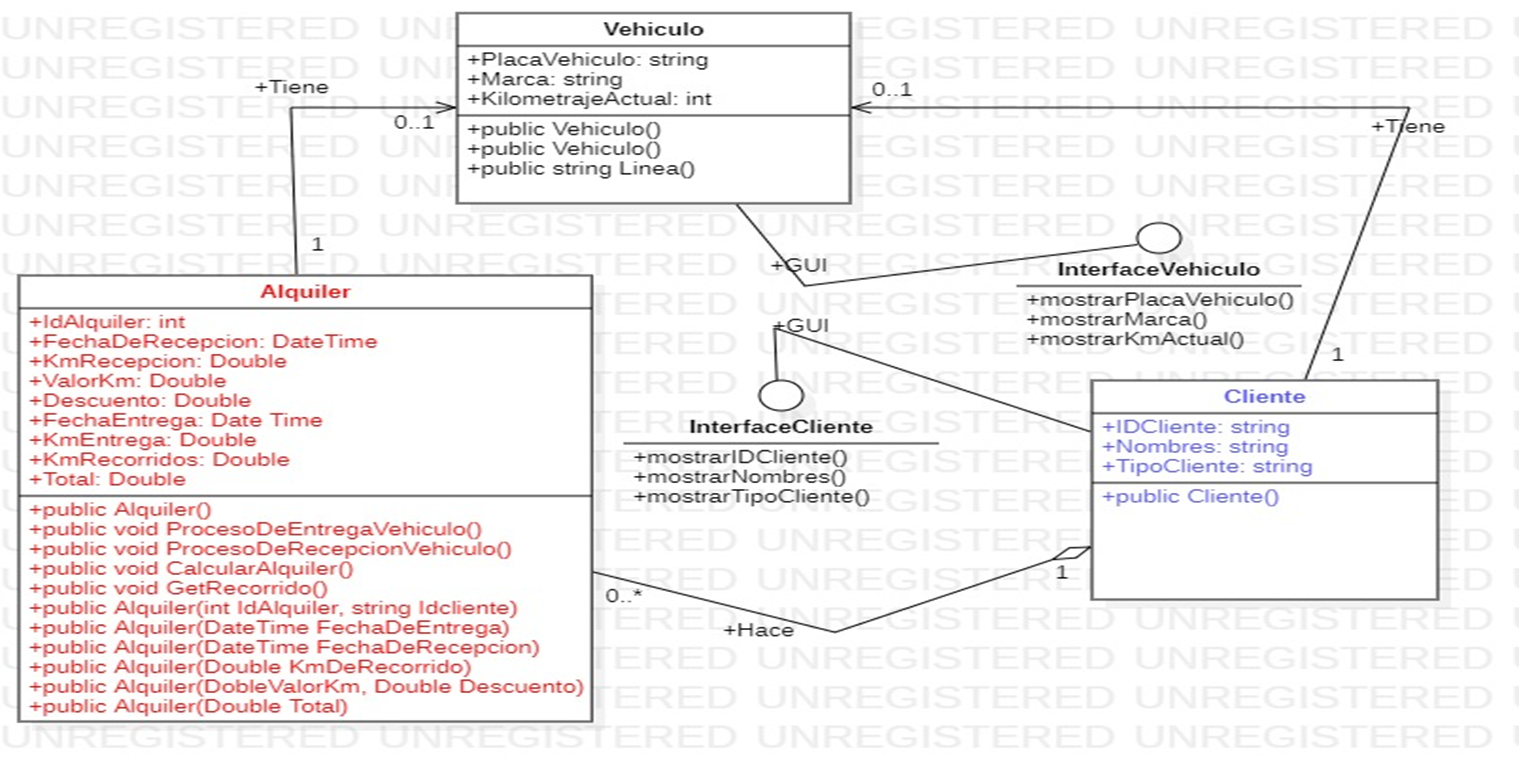 Vehiculo
+PlacaVehiculo: string
+Marca: string
+KilometrajeActual: int
+public Vehiculo()
+public Vehiculo()
+public string Linea()
+Tiene
0..1
1
0..1
+Tiene
1
+GUI
InterfaceVehiculo
+mostrarPlacaVehiculo()
+mostrarMarca()
+mostrarKmActual()
+GUI
InterfaceCliente
+mostrarIDCliente()
+mostrarNombres()
+mostrarTipoCliente()
Alquiler
+IdAlquiler: int
+FechaDeRecepcion: DateTime
+KmRecepcion: Double
+ValorKm: Double
+Descuento: Double
+FechaEntrega: Date Time
+KmEntrega: Double
+KmRecorridos: Double
+Total: Double
+public Alquiler()
+public void ProcesoDeEntregaVehiculo()
+public void ProcesoDeRecepcionVehiculo()
+public void CalcularAlquiler()
+public void GetRecorrido()
+public Alquiler(int IdAlquiler, string Idcliente)
+public Alquiler(DateTime FechaDeEntrega)
+public Alquiler(DateTime FechaDeRecepcion)
+public Alquiler(Double KmDeRecorrido)
+public Alquiler(DobleValorKm, Double Descuento)
+public Alquiler(Double Total)
Cliente
+IDCliente: string
+Nombres: string
+TipoCliente: string
+public Cliente()
0..*
+Hace
1
UNREGISTERED